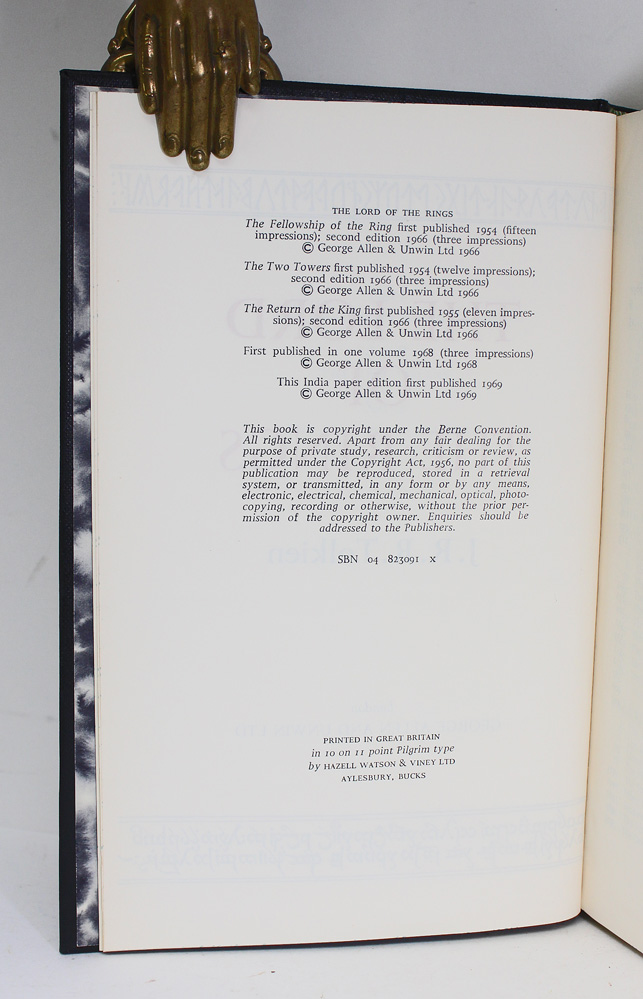 THE LORD OF THE RINGS
The Fellowship of the Ring first published 1954 (fifteen
impressions); second edition 1966 (three impressions)
© George Allen & Unwin Ltd 1966
The Two Towers first published 1954 (twelve impressions);
second edition 1966 (three impressions)
© George Allen & Unwin Ltd 1966
The Return of the King first published 1955 (eleven impres-
sions); second edition 1966 (three impressions)
© George Allen & Unwin Ltd 1966
First published in one volume 1968 (three impressions)
© George Allen & Unwin Ltd 1968
This India paper edition first published 1969
© George Allen & Unwin Ltd 1969
This book is copyright under the Berne Convention.
All rights reserved. Apart from any fair dealing for the
purpose of private study, research, criticism or review, as
permitted under the Copyright Act, 1956, no part of this
publication may be reproduced, stored in a retrieval
system, or transmitted, in any form or by any means,
electronic, electrical, chemical, mechanical, optical, photo-
copying, recording or otherwise, without the prior per-
mission of the copyright owner. Enquiries should be
addressed to the Publishers.
SBN 04 823091 x
PRINTED IN GREAT BRITAIN
in 10 on 11 point Pilgrim type
by HAZELL WATSON & VINEY LTD
AYLESBURY, BUCKS